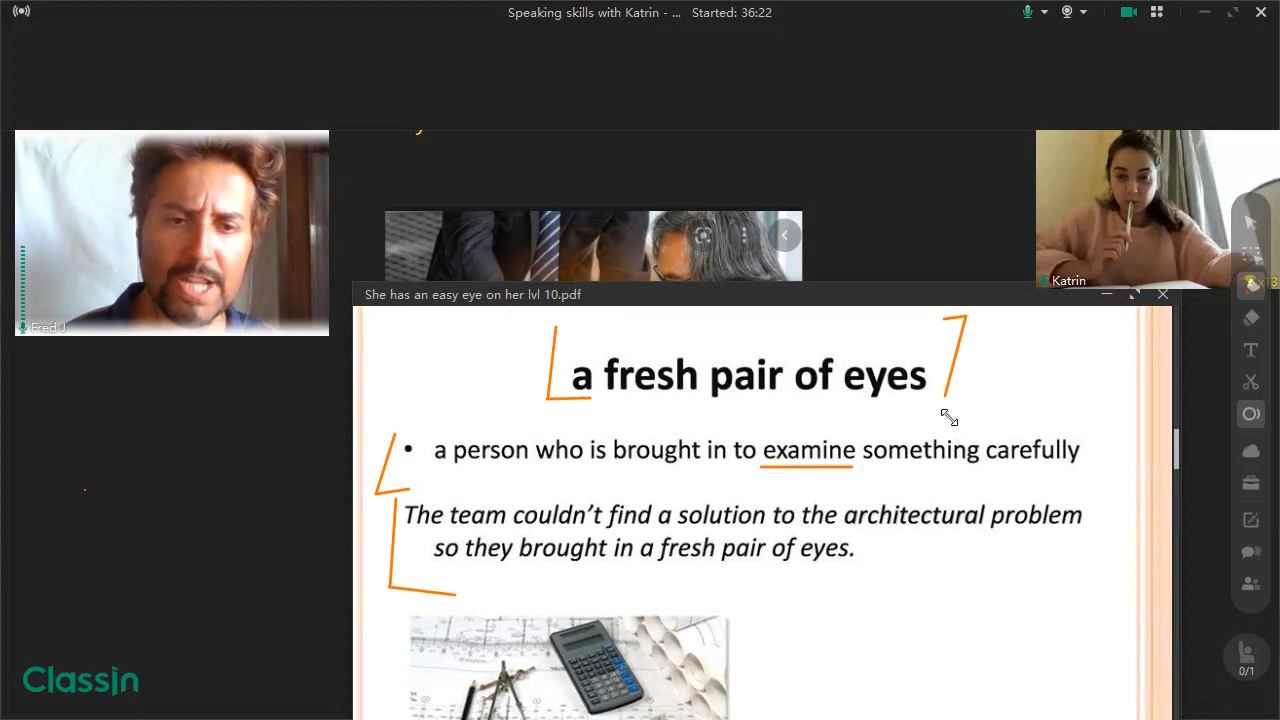 Speaking skills with Katrin - ... Started: 36:22
Fred J
Katrin
x13
She has an easy eye on her lvl 10.pdf
a fresh pair of eyes
• a person who is brought in to examine something carefully
The team couldn't find a solution to the architectural problem
so they brought in a fresh pair of eyes.
T
0/1
ClassIn